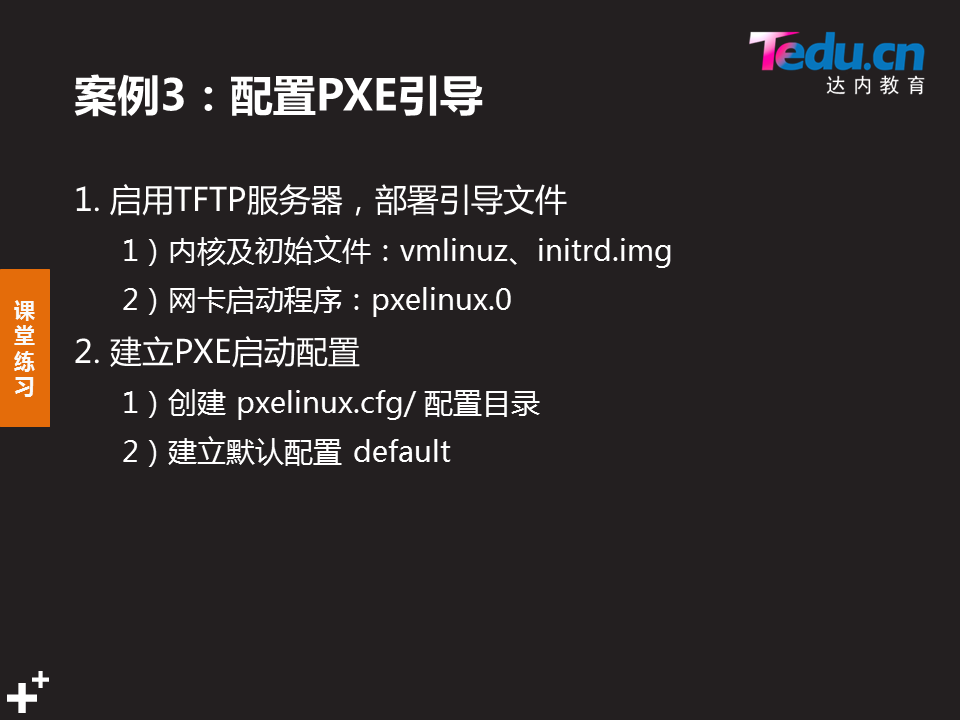 Tedu.cn
达内教育
案例3：配置PXE引导
1. 启用TFTP服务器，部署引导文件
1）内核及初始文件：vmlinuz、initrd.img
2）网卡启动程序：pxelinux.0
2. 建立PXE启动配置
1）创建 pxelinux.cfg/ 配置目录
2）建立默认配置 default
课堂练习